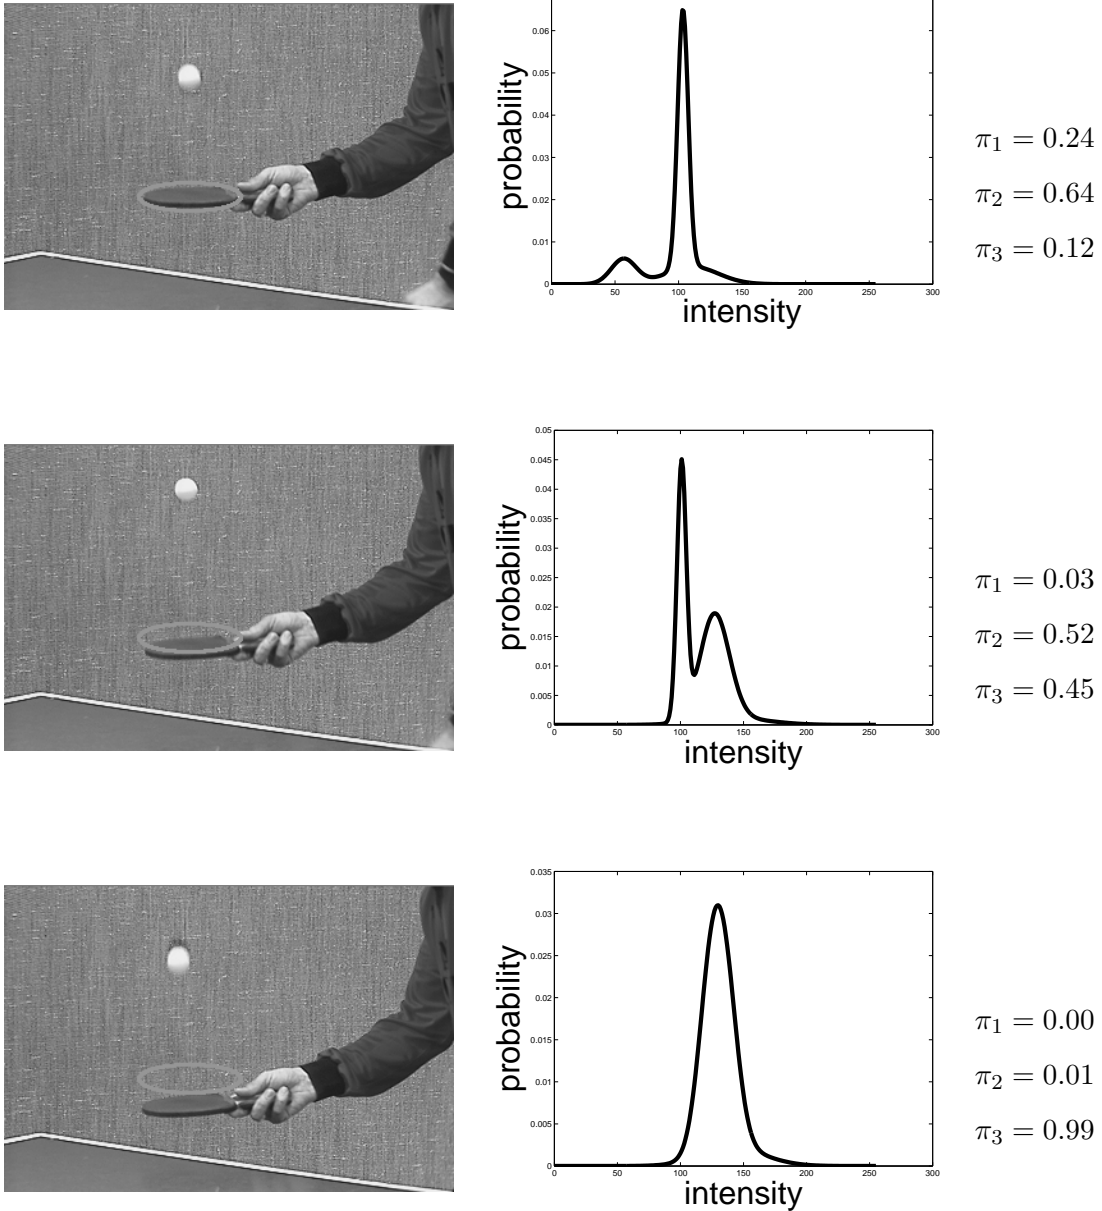 0.06
0.05
0.04
0.03
0.02
0.01
0
probability
0 50 100 150 200 250 300
intensity
π1 = 0.24
π2 = 0.64
π3 = 0.12
0.05
0.045
0.04
0.035
0.03
0.025
0.02
0.015
0.01
0.005
0
probability
0 50 100 150 200 250 300
intensity
π1 = 0.03
π2 = 0.52
π3 = 0.45
0.035
0.03
0.025
0.02
0.015
0.01
0.005
0
probability
0 50 100 150 200 250 300
intensity
π1 = 0.00
π2 = 0.01
π3 = 0.99